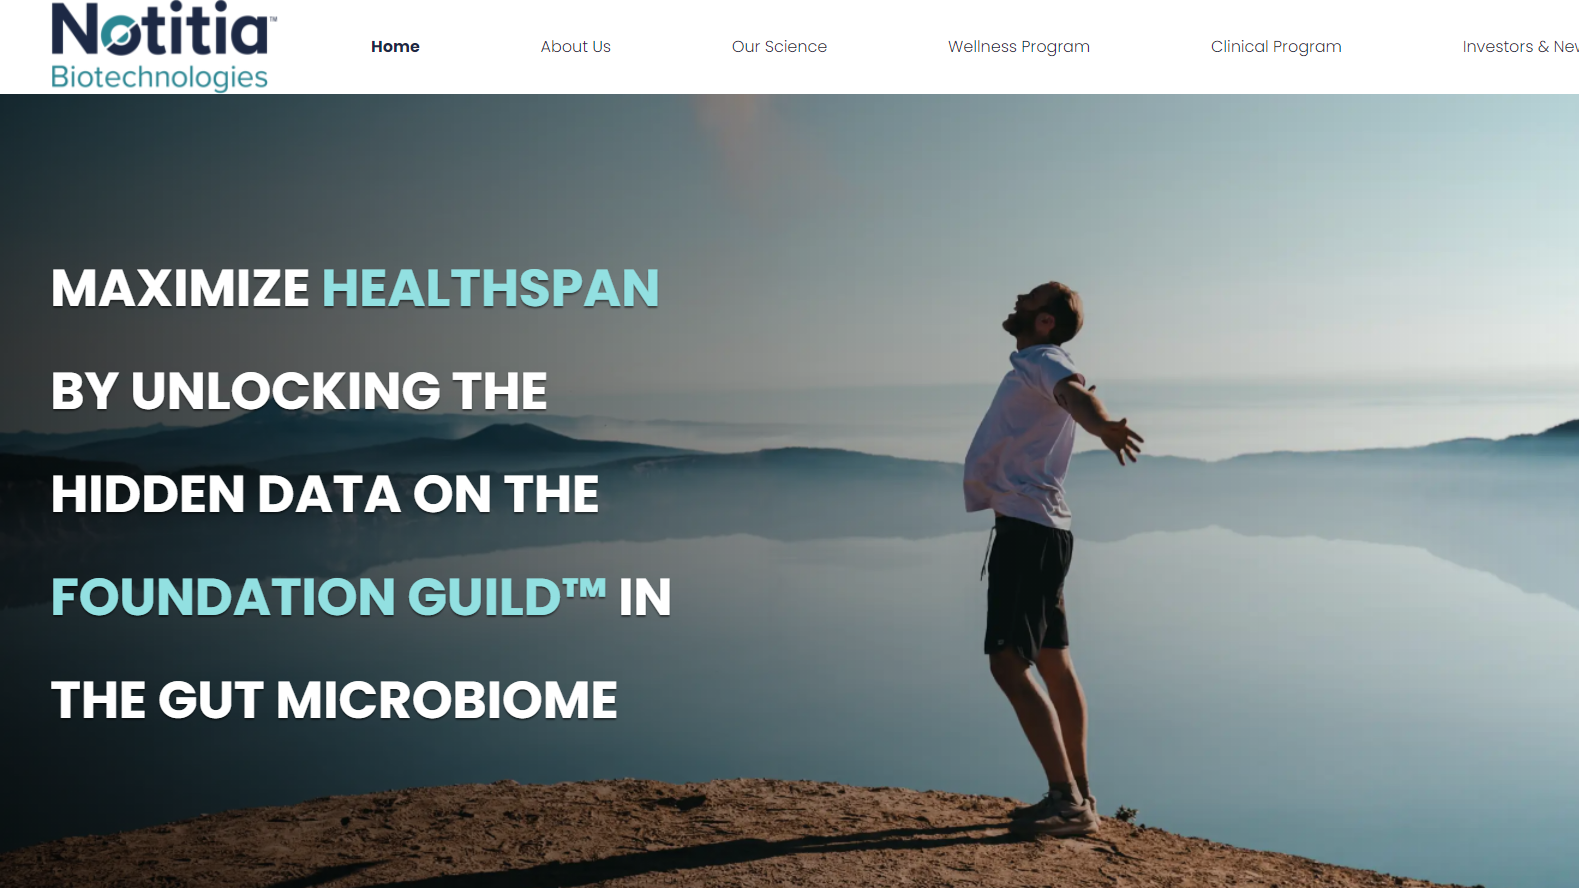 Notitia™
Biotechnologies
Home
About Us
Our Science
Wellness Program
Clinical Program
Investors &
MAXIMIZE HEALTHSPAN
BY UNLOCKING THE
HIDDEN DATA ON THE
FOUNDATION GUILD™ IN
THE GUT MICROBIOME